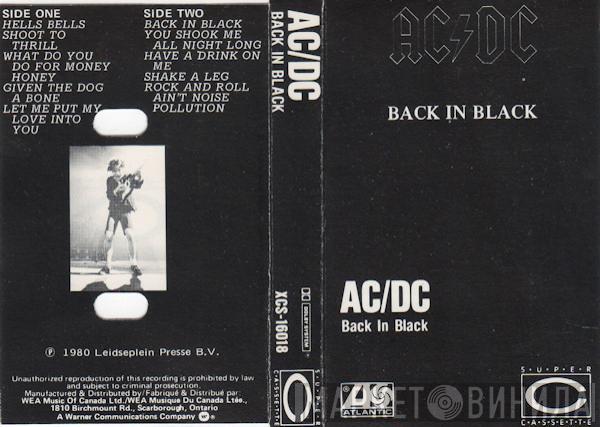 SIDE ONE
HELLS BELLS
SHOOT TO
THRILL
WHAT DO YOU
DO FOR MONEY
HONEY
GIVEN THE DOG
A BONE
LET ME PUT MY
LOVE INTO
YOU
SIDE TWO
BACK IN BLACK
YOU SHOOK ME
ALL NIGHT LONG
HAVE A DRINK ON
ME
SHAKE A LEG
ROCK AND ROLL
AIN'T NOISE
POLLUTION
Ⓟ 1980 Leidseplein Presse B.V.
Unauthorized reproduction of this recording is prohibited by law
and subject to criminal prosecution.
Manufactured & Distributed by/Fabriqué & Distribué par:
WEA Music Of Canada Ltd./WEA Musique Du Canada Ltée.,
1810 Birchmount Rd., Scarborough, Ontario
A Warner Communications Company
AC/DC
BACK IN BLACK
XCS-16018
DOLBY SYSTEM
SUPER
CASSETTE
AC/DC
BACK IN BLACK
AC/DC
Back In Black
ATLANTIC
SUPER
CASSETTE
МАРКЕТ ВИНИЛА